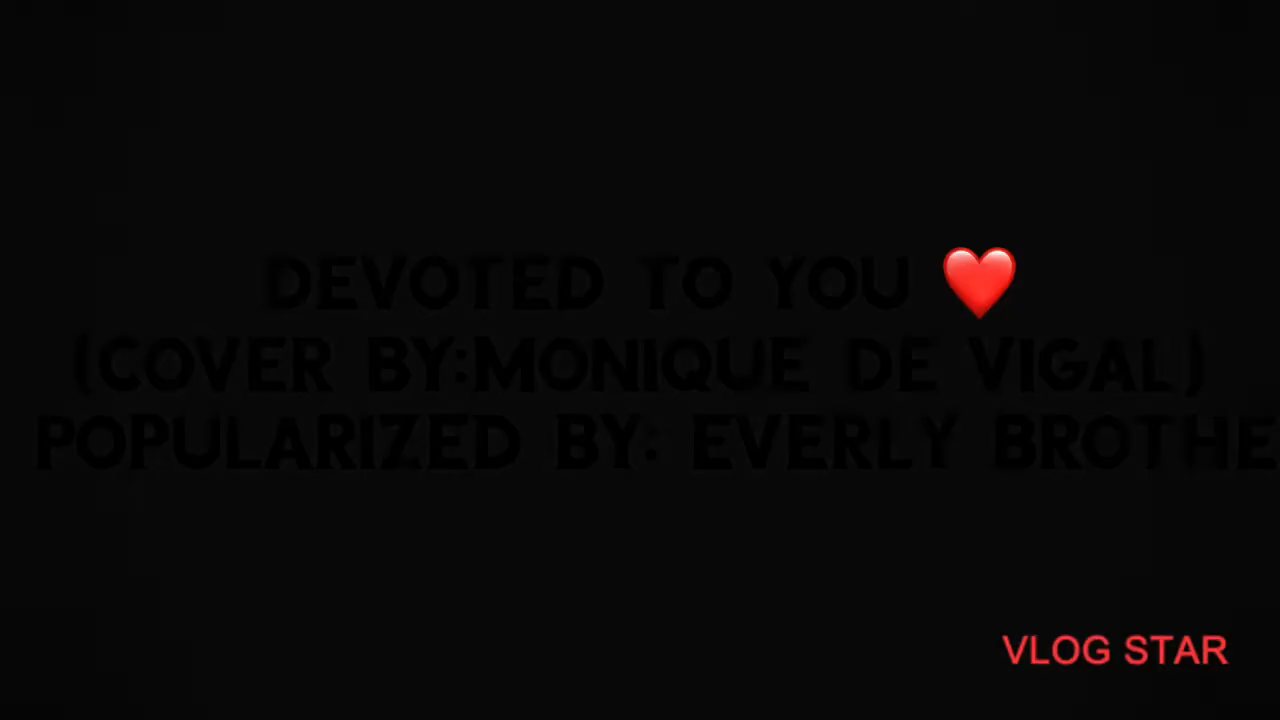 DEVOTED TO YOU ❤️
(COVER BY:MONIQUE DE VIGAL)
POPULARIZED BY: EVERLY BROTHE
VLOG STAR